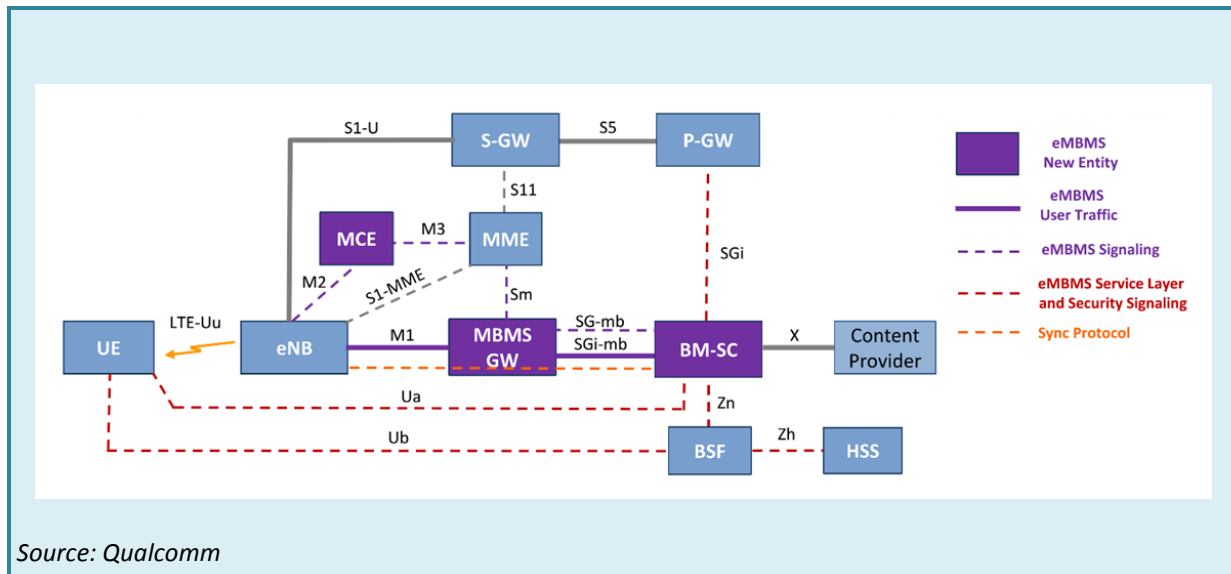 S1-U
S-GW
S5
P-GW
eMBMS
New Entity
S11
eMBMS
User Traffic
MCE
M3
MME
SGi
eMBMS Signaling
M2
S1-MME
Sm
eMBMS Service Layer
and Security Signaling
LTE-Uu
SG-mb
Sync Protocol
UE
eNB
M1
MBMS
GW
SGi-mb
BM-SC
X
Content
Provider
Ua
Zn
Ub
BSF
Zh
HSS
Source: Qualcomm